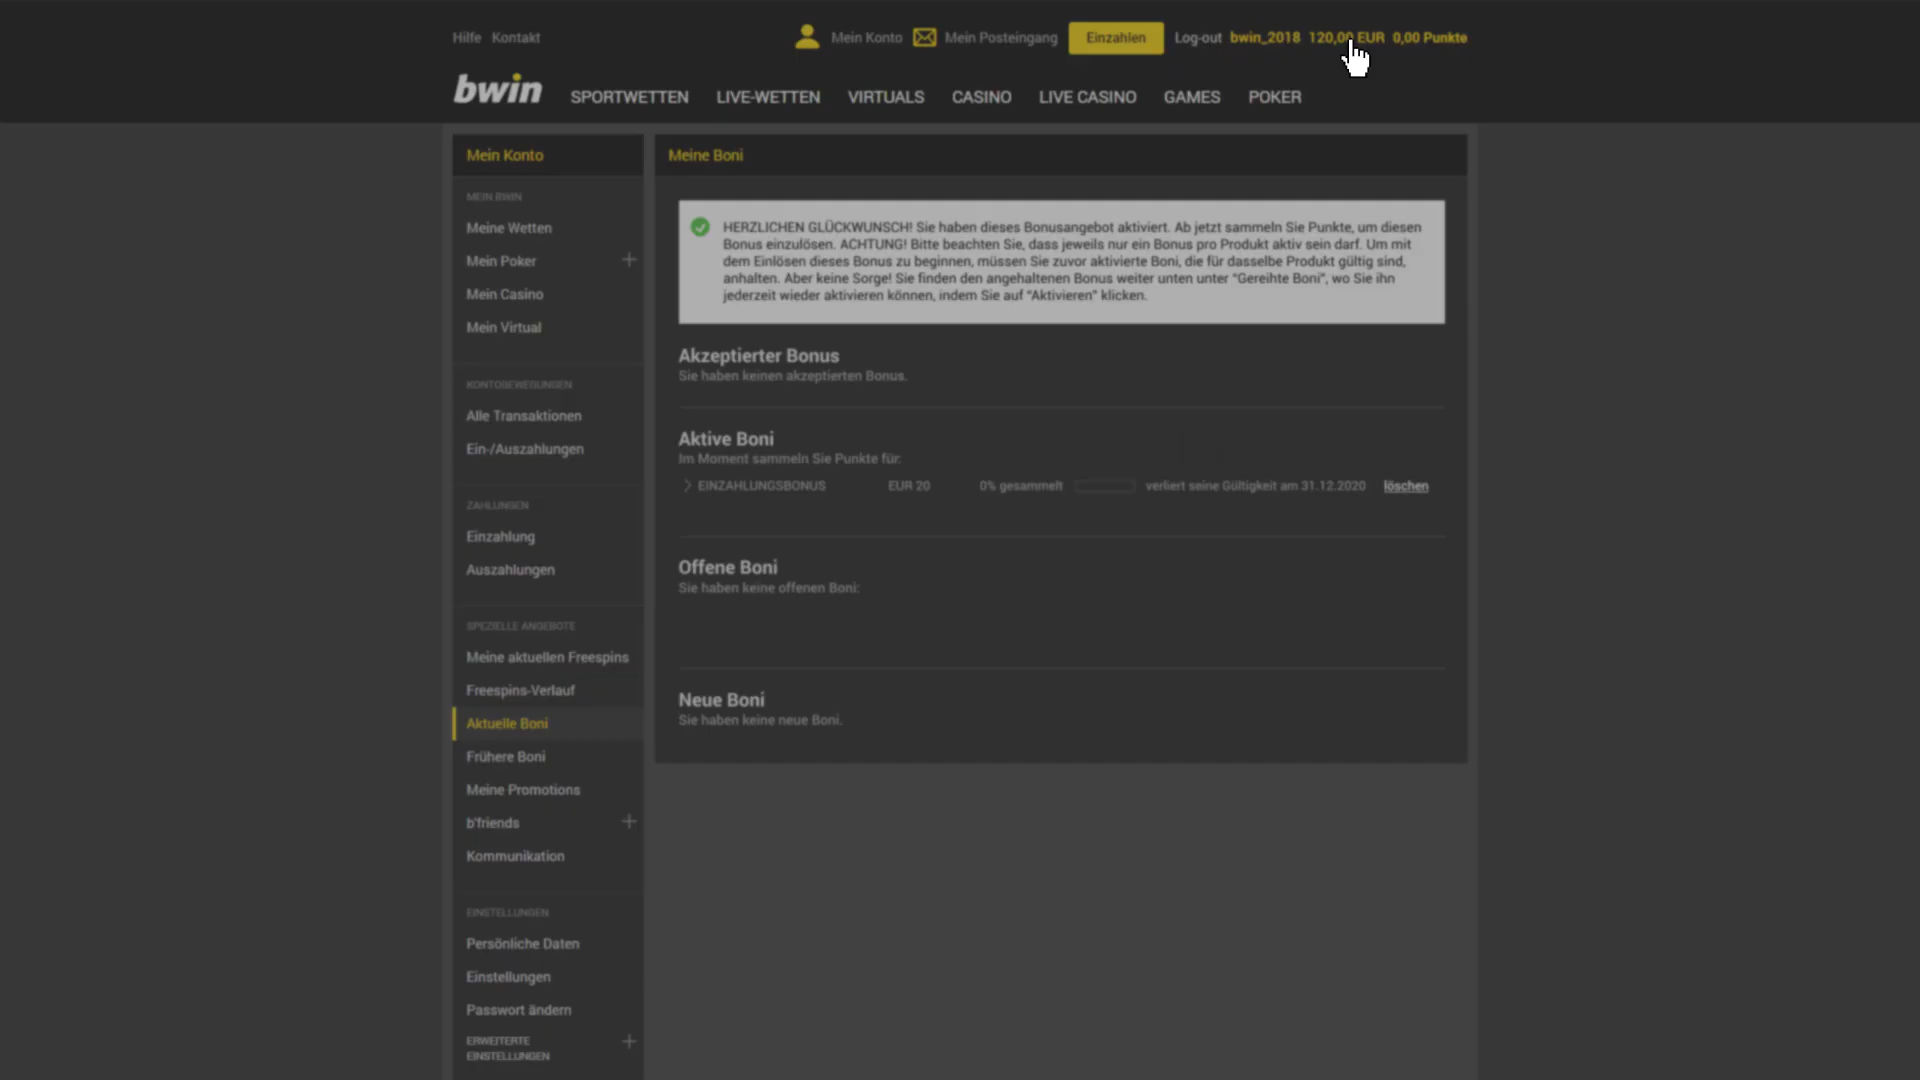 Hilfe Kontakt
Mein Konto Mein Posteingang Einzahlen Log-out bwin_2018 120,00 EUR 0,00 Punkte
bwin SPORTWETTEN LIVE-WETTEN VIRTUALS CASINO LIVE CASINO GAMES POKER
Mein Konto
MEIN BWIN
Meine Wetten
Mein Poker
Mein Casino
Mein Virtual
KONTOBEWEGUNGEN
Alle Transaktionen
Ein-/Auszahlungen
ZAHLUNGEN
Einzahlung
Auszahlungen
SPEZIELLE ANGEBOTE
Meine aktuellen Freespins
Freespins-Verlauf
Aktuelle Boni
Frühere Boni
Meine Promotions
b'friends
Kommunikation
EINSTELLUNGEN
Persönliche Daten
Einstellungen
Passwort ändern
ERWEITERTE
EINSTELLUNGEN
Meine Boni
HERZLICHEN GLÜCKWUNSCH! Sie haben dieses Bonusangebot aktiviert. Ab jetzt sammeln Sie Punkte, um diesen
Bonus einzulösen. ACHTUNG! Bitte beachten Sie, dass jeweils nur ein Bonus pro Produkt aktiv sein darf. Um mit
dem Einlösen dieses Bonus zu beginnen, müssen Sie zuvor aktivierte Boni, die für dasselbe Produkt gültig sind,
anhalten. Aber keine Sorge! Sie finden den angehaltenen Bonus weiter unten unter "Gereihte Boni", wo Sie ihn
jederzeit wieder aktivieren können, indem Sie auf "Aktivieren" klicken.
Akzeptierter Bonus
Sie haben keinen akzeptierten Bonus.
Aktive Boni
Im Moment sammeln Sie Punkte für:
EINZAHLUNGSBONUS EUR 20 0% gesammelt verliert seine Gültigkeit am 31.12.2020 löschen
Offene Boni
Sie haben keine offenen Boni:
Neue Boni
Sie haben keine neue Boni.